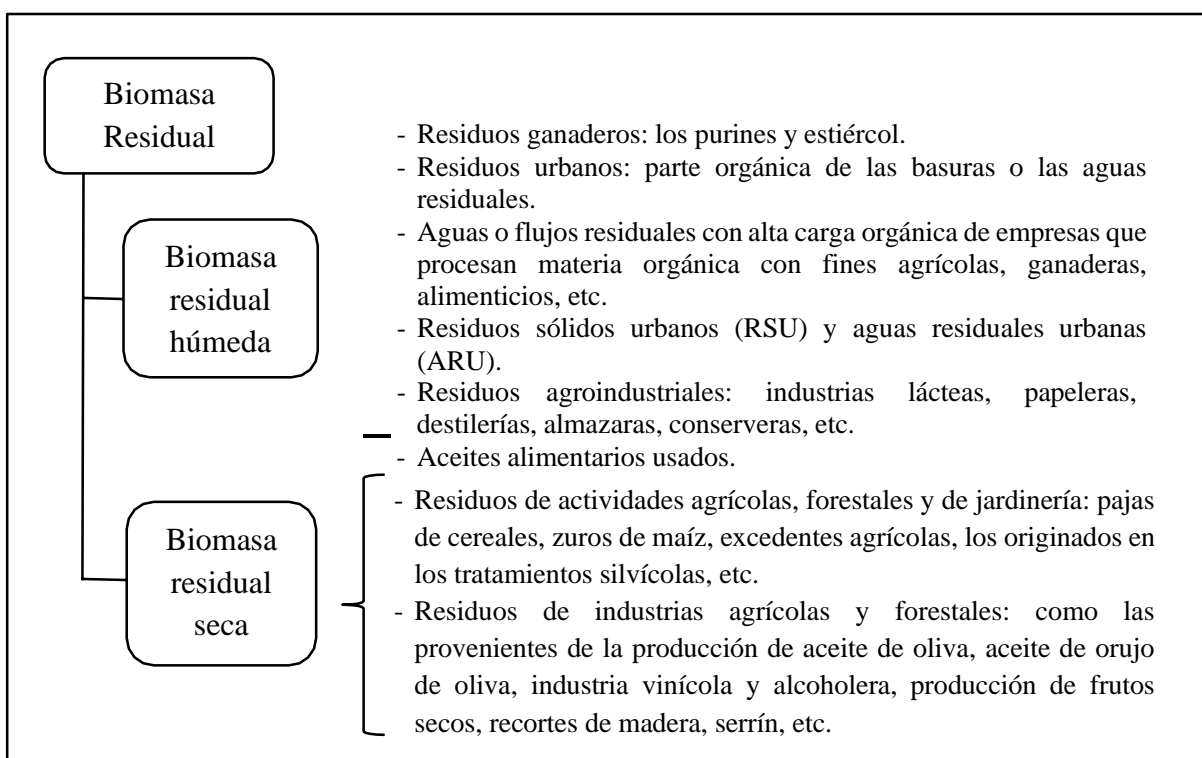 Biomasa
Residual
- Residuos ganaderos: los purines y estiércol.
- Residuos urbanos: parte orgánica de las basuras o las aguas
residuales.
- Aguas o flujos residuales con alta carga orgánica de empresas que
procesan materia orgánica con fines agrícolas, ganaderas,
alimenticios, etc.
- Residuos sólidos urbanos (RSU) y aguas residuales urbanas
(ARU).
- Residuos agroindustriales: industrias lácteas, papeleras,
destilerías, almazaras, conserveras, etc.
- Aceites alimentarios usados.
Biomasa
residual
húmeda
- Residuos de actividades agrícolas, forestales y de jardinería: pajas
de cereales, zuros de maíz, excedentes agrícolas, los originados en
los tratamientos silvícolas, etc.
- Residuos de industrias agrícolas y forestales: como las
provenientes de la producción de aceite de oliva, aceite de orujo
de oliva, industria vinícola y alcoholera, producción de frutos
secos, recortes de madera, serrín, etc.
Biomasa
residual
seca